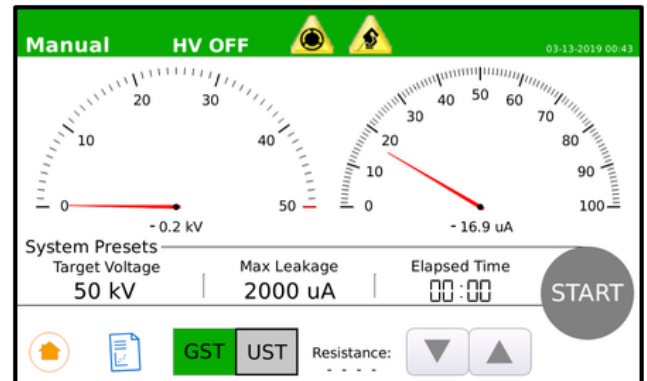 Manual HV OFF 03-13-2019 00:43
0 10 20 30 40 50
- 0.2 kV
0 10 20 30 40 50 60 70 80 90 100
- 16.9 uA
System Presets
Target Voltage Max Leakage Elapsed Time
50 kV 2000 uA 00:00
START
GST UST Resistance:
- - - -